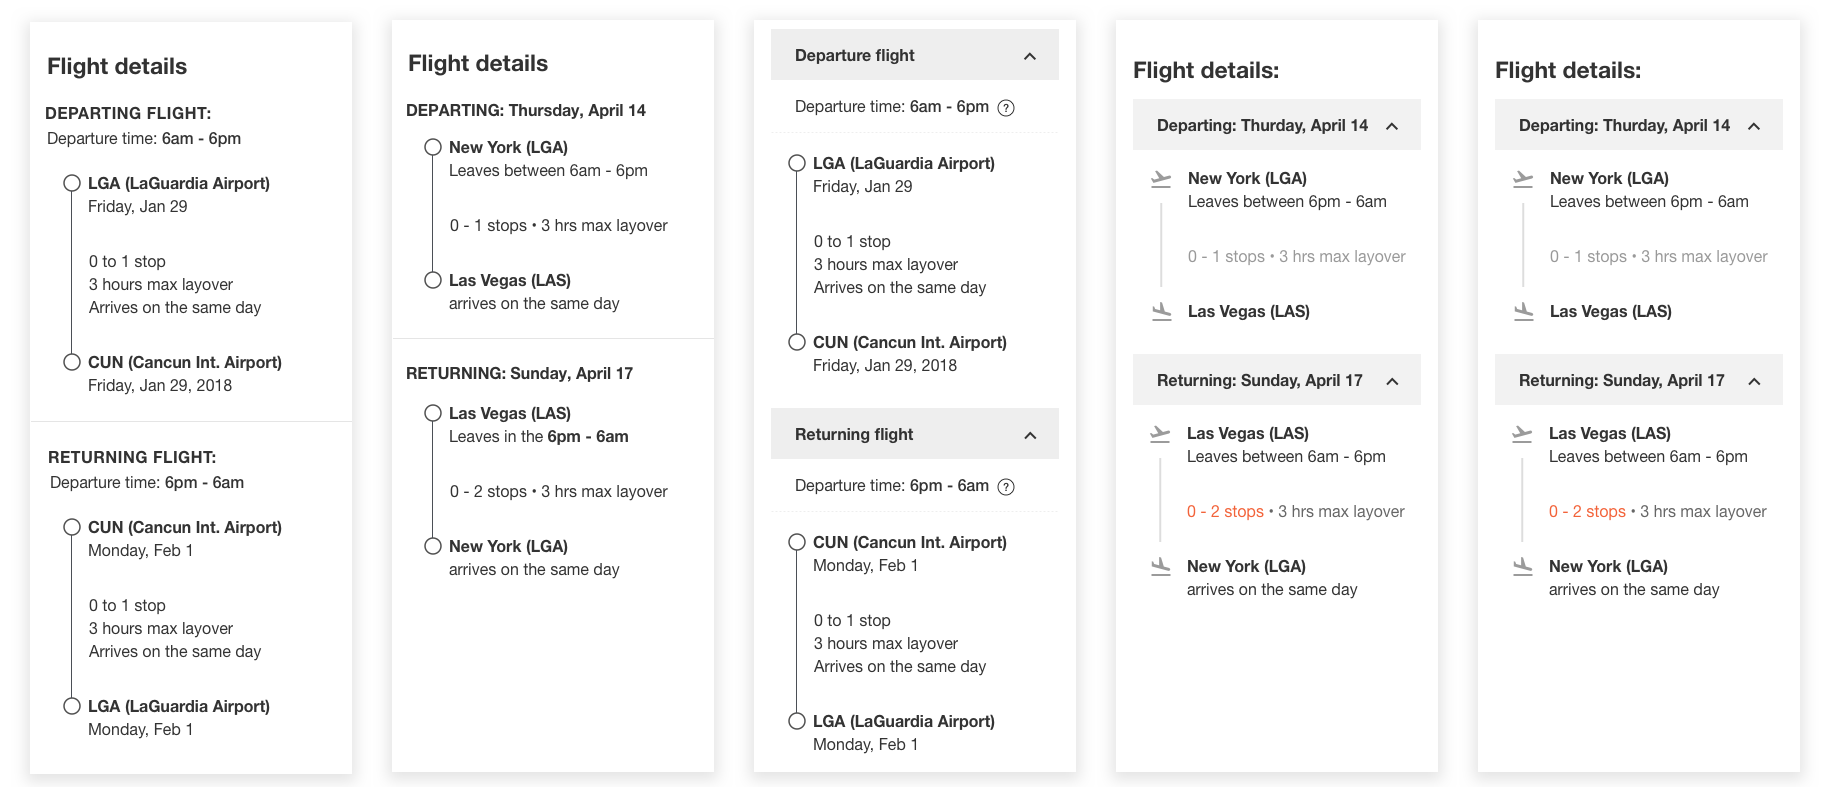 Flight details
DEPARTING FLIGHT:
Departure time: 6am - 6pm
LGA (LaGuardia Airport)
Friday, Jan 29
0 to 1 stop
3 hours max layover
Arrives on the same day
CUN (Cancun Int. Airport)
Friday, Jan 29, 2018
RETURNING FLIGHT:
Departure time: 6pm - 6am
CUN (Cancun Int. Airport)
Monday, Feb 1
0 to 1 stop
3 hours max layover
Arrives on the same day
LGA (LaGuardia Airport)
Monday, Feb 1
Flight details
DEPARTING: Thursday, April 14
New York (LGA)
Leaves between 6am - 6pm
0 - 1 stops • 3 hrs max layover
Las Vegas (LAS)
arrives on the same day
RETURNING: Sunday, April 17
Las Vegas (LAS)
Leaves in the 6pm - 6am
0 - 2 stops • 3 hrs max layover
New York (LGA)
arrives on the same day
Departure flight
Departure time: 6am - 6pm ?
LGA (LaGuardia Airport)
Friday, Jan 29
0 to 1 stop
3 hours max layover
Arrives on the same day
CUN (Cancun Int. Airport)
Friday, Jan 29, 2018
Returning flight
Departure time: 6pm - 6am ?
CUN (Cancun Int. Airport)
Monday, Feb 1
0 to 1 stop
3 hours max layover
Arrives on the same day
LGA (LaGuardia Airport)
Monday, Feb 1
Flight details:
Departing: Thurday, April 14
New York (LGA)
Leaves between 6pm - 6am
0 - 1 stops • 3 hrs max layover
Las Vegas (LAS)
Returning: Sunday, April 17
Las Vegas (LAS)
Leaves between 6am - 6pm
0 - 2 stops • 3 hrs max layover
New York (LGA)
arrives on the same day
Flight details:
Departing: Thurday, April 14
New York (LGA)
Leaves between 6pm - 6am
0 - 1 stops • 3 hrs max layover
Las Vegas (LAS)
Returning: Sunday, April 17
Las Vegas (LAS)
Leaves between 6am - 6pm
0 - 2 stops • 3 hrs max layover
New York (LGA)
arrives on the same day